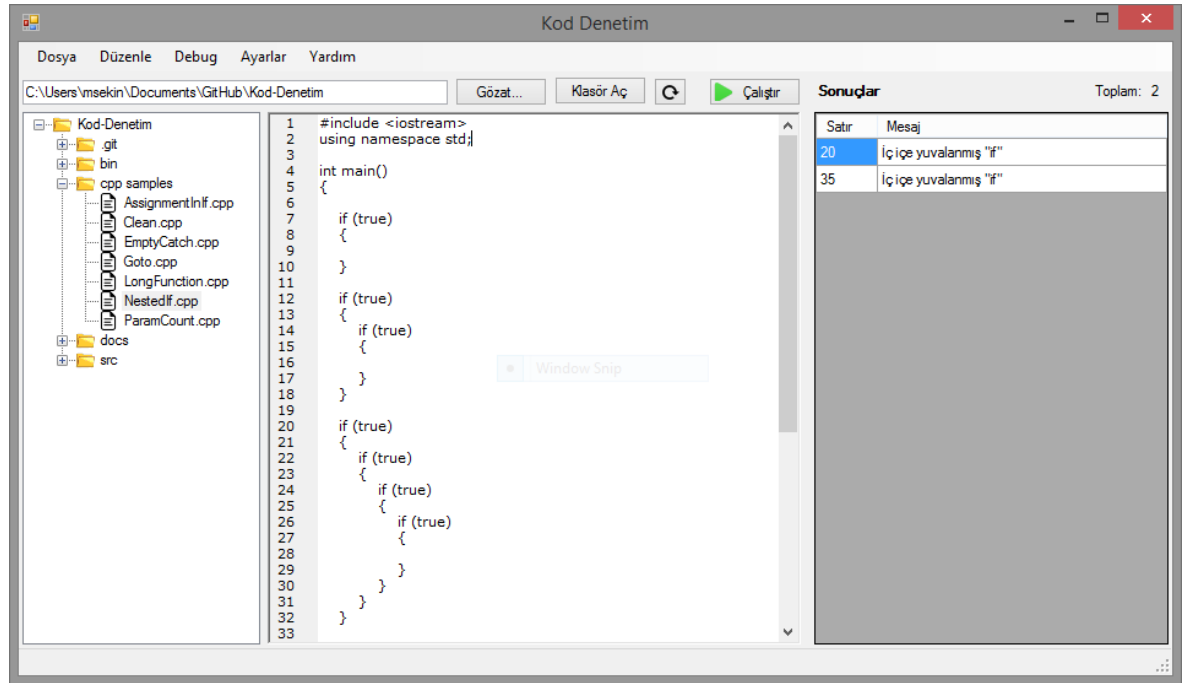 Kod Denetim
Dosya Düzenle Debug Ayarlar Yardım
C:\Users\msekin\Documents\GitHub\Kod-Denetim Gözat... Klasör Aç Çalıştır
Kod-Denetim
.git
bin
cpp samples
AssignmentInIf.cpp
Clean.cpp
EmptyCatch.cpp
Goto.cpp
LongFunction.cpp
NestedIf.cpp
ParamCount.cpp
docs
src
1 #include <iostream>
2 using namespace std;
3
4 int main()
5 {
6
7 if (true)
8 {
9
10 }
11
12 if (true)
13 {
14 if (true)
15 {
16
17 }
18 }
19
20 if (true)
21 {
22 if (true)
23 {
24 if (true)
25 {
26 if (true)
27 {
28
29 }
30 }
31 }
32 }
33
Window Snip
Sonuçlar Toplam: 2
Satır Mesaj
20 İç içe yuvalanmış "if"
35 İç içe yuvalanmış "if"